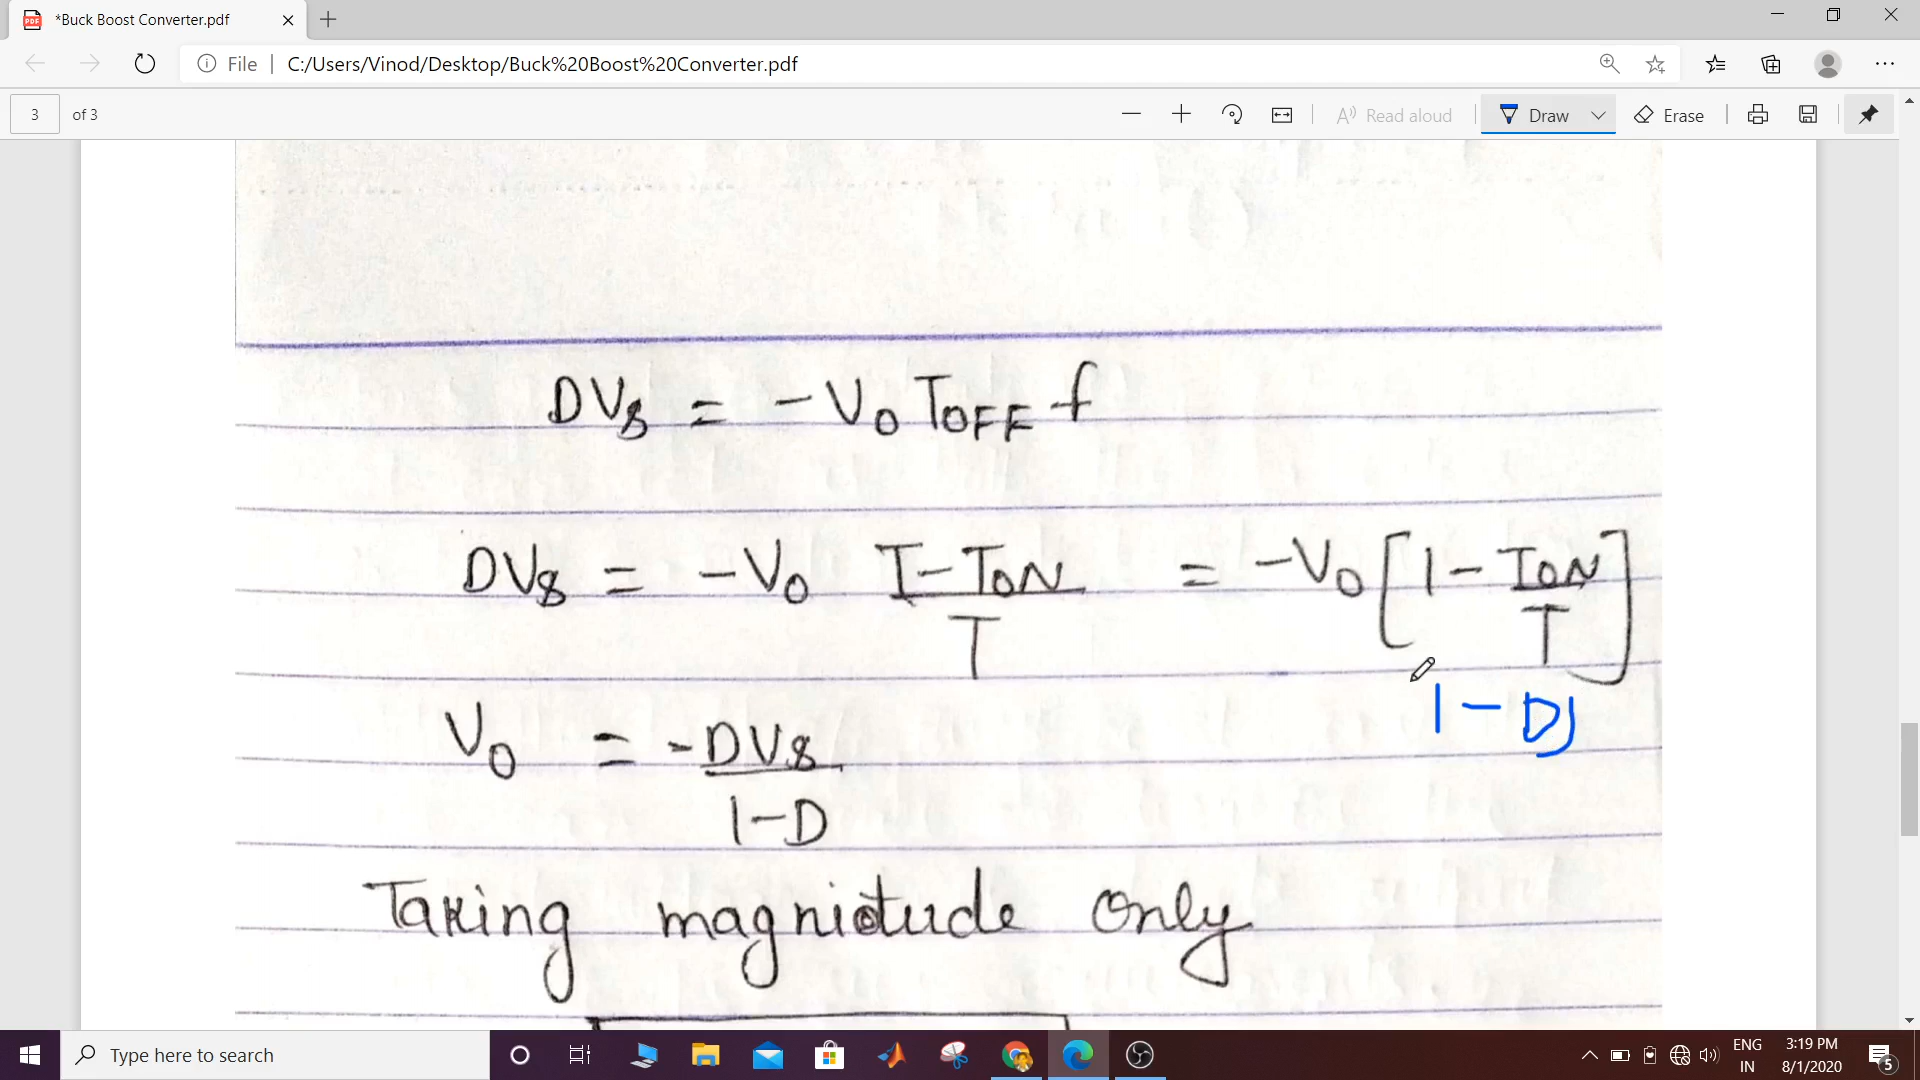 *Buck Boost Converter.pdf
File
C:/Users/Vinod/Desktop/Buck%20Boost%20Converter.pdf
3 of 3
Read aloud
Draw
Erase
DVs = -Vo TOFF f
DVs = -Vo T-TON/T = -Vo[1-TON/T]
1-D)
Vo = -DVs/1-D
Taking magnictude only
Type here to search
ENG
IN
3:19 PM
8/1/2020
5